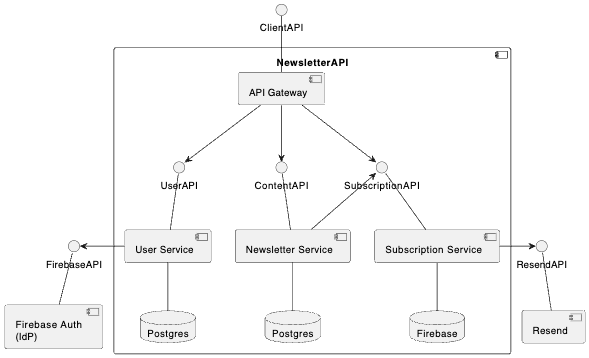 ClientAPI
NewsletterAPI
API Gateway
UserAPI
ContentAPI
SubscriptionAPI
User Service
Newsletter Service
Subscription Service
FirebaseAPI
ResendAPI
Firebase Auth
(IdP)
Postgres
Postgres
Firebase
Resend